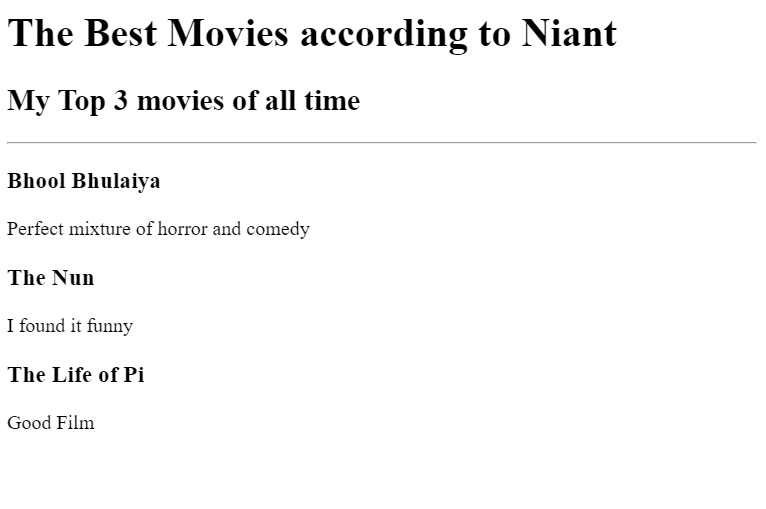 The Best Movies according to Niant
My Top 3 movies of all time
Bhool Bhulaiya
Perfect mixture of horror and comedy
The Nun
I found it funny
The Life of Pi
Good Film